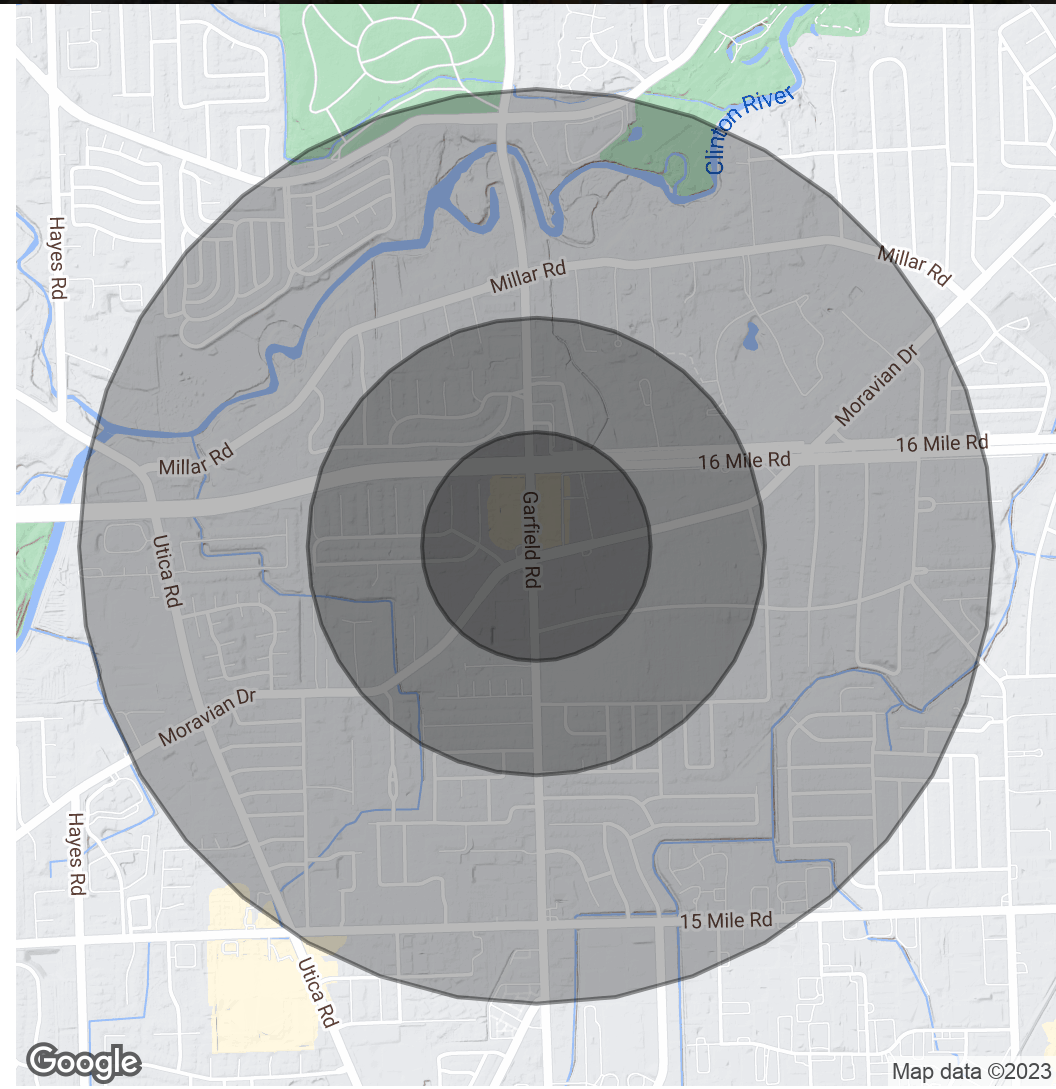 Clinton River
Hayes Rd
Millar Rd
Millar Rd
Moravian Dr
16 Mile Rd
16 Mile Rd
Millar Rd
Garfield Rd
Utica Rd
Moravian Dr
Hayes Rd
15 Mile Rd
Utica Rd
Google
Map data ©2023